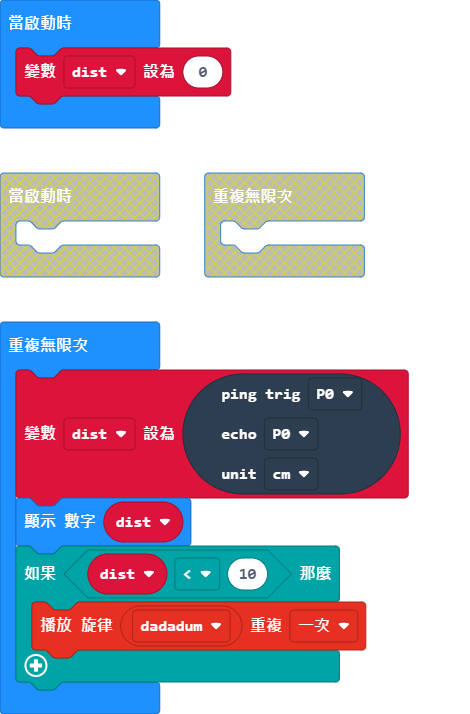 當啟動時
變數 dist 設為 0
當啟動時 重複無限次
重複無限次
ping trig P0
變數 dist 設為 echo P0
unit cm
顯示 數字 dist
如果 dist < 10 那麼
播放 旋律 dadadum 重複 一次